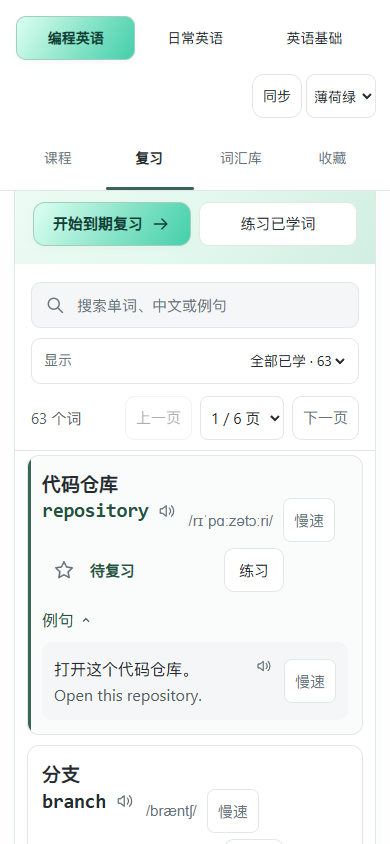 编程英语 日常英语 英语基础
同步 薄荷绿
课程 复习 词汇库 收藏
开始到期复习 → 练习已学词
搜索单词、中文或例句
显示 全部已学 · 63
63 个词 上一页 1 / 6 页 下一页
代码仓库
repository /rɪˈpɑːzətɔːri/ 慢速
待复习 练习
例句
打开这个代码仓库。 慢速
Open this repository.
分支
branch /bræntʃ/ 慢速